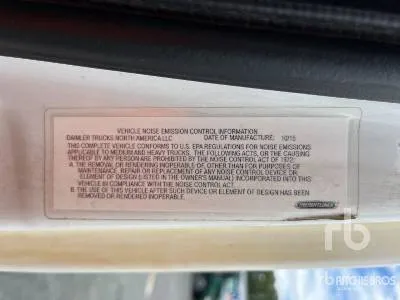 VEHICLE NOISE EMISSION CONTROL INFORMATION
DAIMLER TRUCKS NORTH AMERICA LLC DATE OF MANUFACTURE: 10/15
THIS COMPLETE VEHICLE CONFORMS TO U.S. EPA REGULATIONS FOR NOISE EMISSIONS
APPLICABLE TO MEDIUM AND HEAVY TRUCKS. THE FOLLOWING ACTS, OR THE CAUSING
THEREOF BY ANY PERSON ARE PROHIBITED BY THE NOISE CONTROL ACT OF 1972:
A. THE REMOVAL OR RENDERING INOPERABLE OF, OTHER THAN FOR PURPOSES OF
MAINTENANCE, REPAIR OR REPLACEMENT OF ANY NOISE CONTROL DEVICE OR
ELEMENT OF DESIGN (LISTED IN THE OWNER'S MANUAL) INCORPORATED INTO THIS
VEHICLE IN COMPLIANCE WITH THE NOISE CONTROL ACT.
B. THE USE OF THIS VEHICLE AFTER SUCH DEVICE OR ELEMENT OF DESIGN HAS BEEN
REMOVED OR RENDERED INOPERABLE.
FREIGHTLINER
rb
RITCHIE BROS